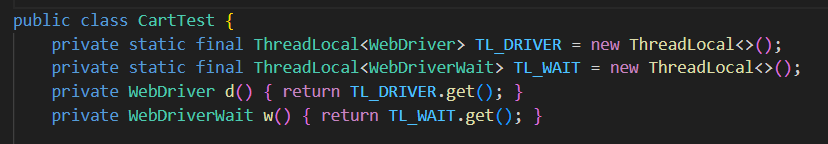 public class CartTest {
    private static final ThreadLocal<WebDriver> TL_DRIVER = new ThreadLocal<>();
    private static final ThreadLocal<WebDriverWait> TL_WAIT = new ThreadLocal<>();
    private WebDriver d() { return TL_DRIVER.get(); }
    private WebDriverWait w() { return TL_WAIT.get(); }